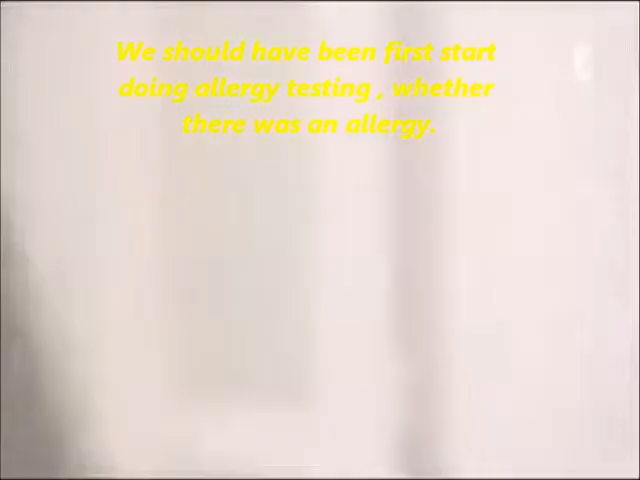 We should have been first start
doing allergy testing , whether
there was an allergy.